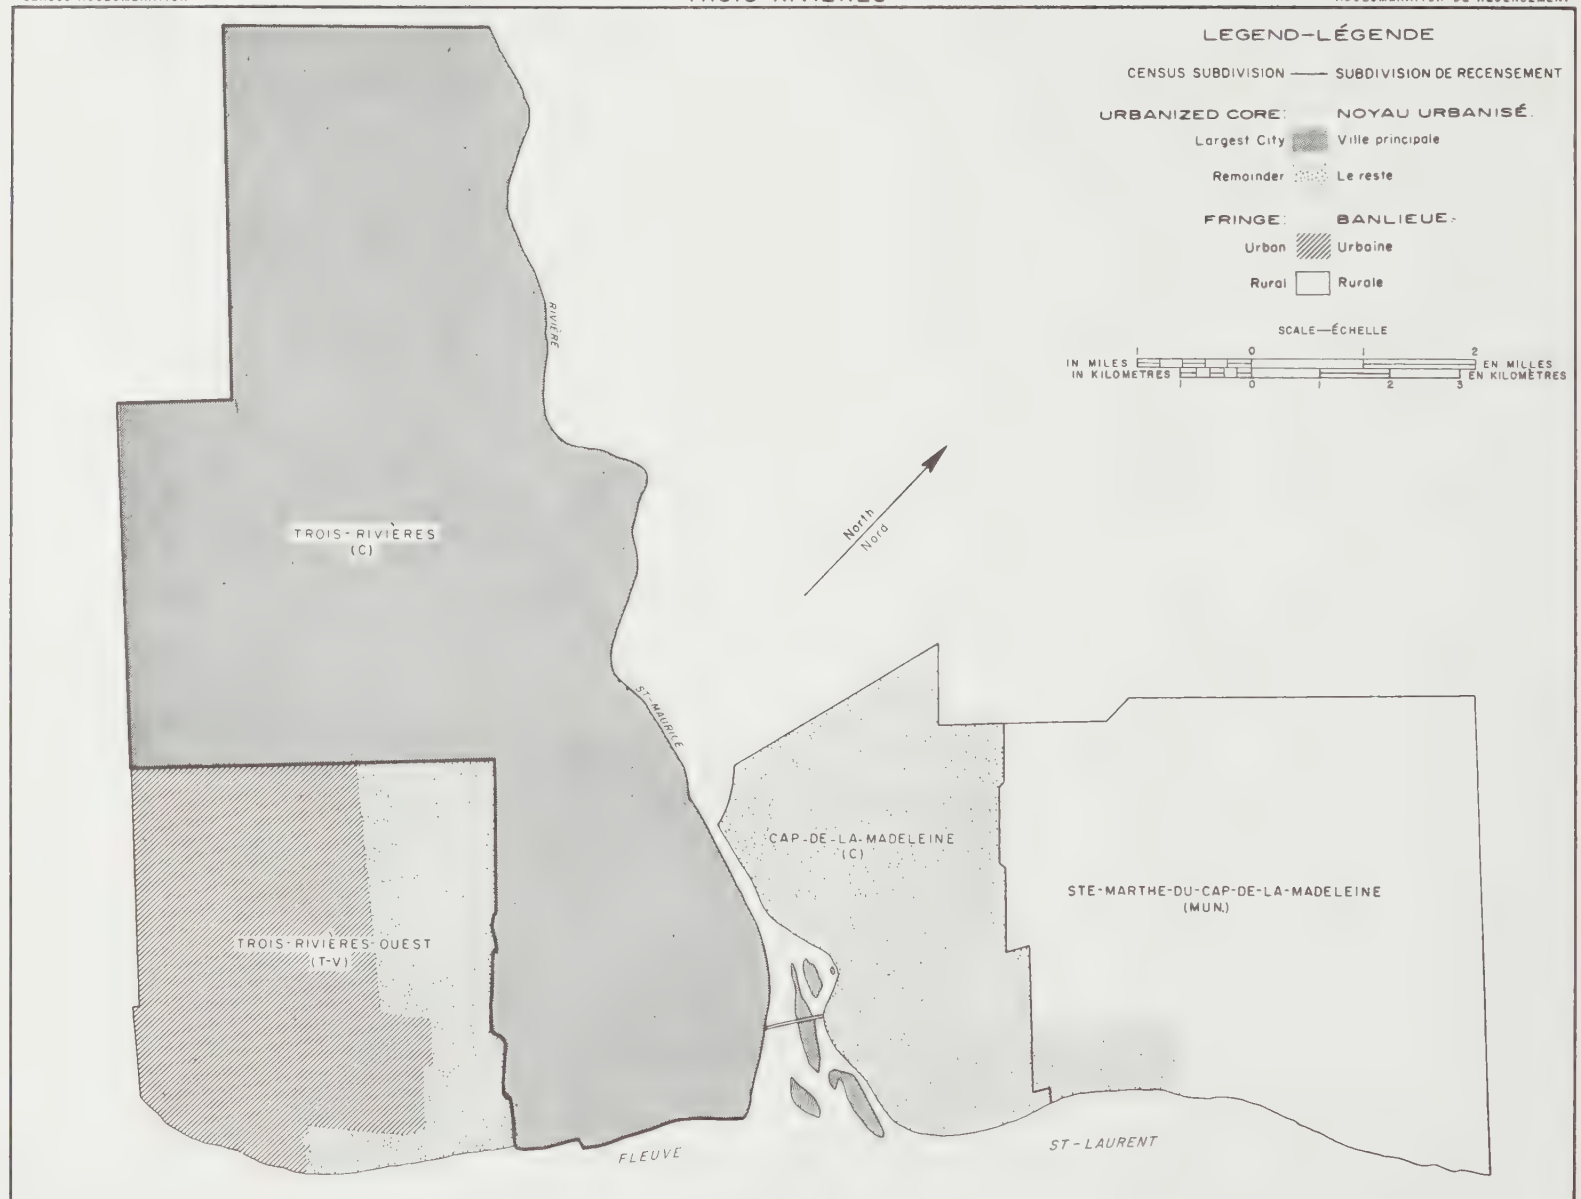 LEGEND—LÉGENDE
CENSUS SUBDIVISION — SUBDIVISION DE RECENSEMENT
URBANIZED CORE: NOYAU URBANISÉ:
Largest City Ville principale
Remainder Le reste
FRINGE: BANLIEUE:
Urban Urbaine
Rural Rurale
SCALE—ÉCHELLE
1 0 1 2
IN MILES EN MILLES
IN KILOMETRES EN KILOMÈTRES
1 0 1 2 3
RIVIÈRE
North
Nord
TROIS-RIVIÈRES
(C)
ST-MAURICE
CAP-DE-LA-MADELEINE
(C)
STE-MARTHE-DU-CAP-DE-LA-MADELEINE
(MUN.)
TROIS-RIVIÈRES-OUEST
(T-V)
FLEUVE
ST-LAURENT